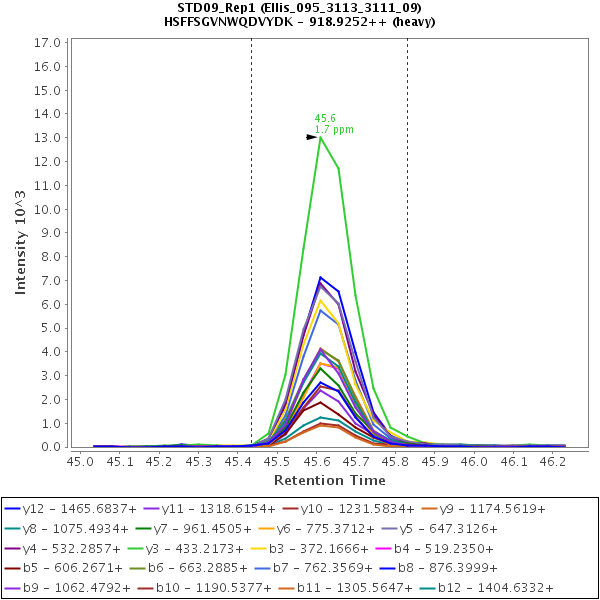 STD09_Rep1 (Ellis_095_3113_3111_09)
HSFFSGVNWQDVYDK - 918.9252++ (heavy)
Intensity 10^3
17.0
16.0
15.0
14.0
13.0
12.0
11.0
10.0
9.0
8.0
7.0
6.0
5.0
4.0
3.0
2.0
1.0
0.0
45.6
1.7 ppm
45.0 45.1 45.2 45.3 45.4 45.5 45.6 45.7 45.8 45.9 46.0 46.1 46.2
Retention Time
y12 - 1465.6837+ y11 - 1318.6154+ y10 - 1231.5834+ y9 - 1174.5619+
y8 - 1075.4934+ y7 - 961.4505+ y6 - 775.3712+ y5 - 647.3126+
y4 - 532.2857+ y3 - 433.2173+ b3 - 372.1666+ b4 - 519.2350+
b5 - 606.2671+ b6 - 663.2885+ b7 - 762.3569+ b8 - 876.3999+
b9 - 1062.4792+ b10 - 1190.5377+ b11 - 1305.5647+ b12 - 1404.6332+